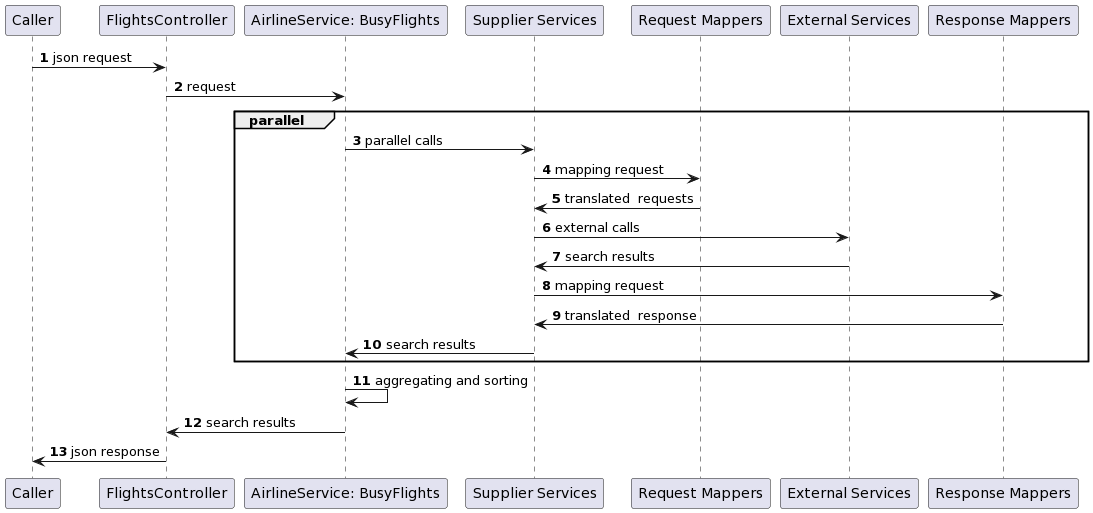 Caller FlightsController AirlineService: BusyFlights Supplier Services Request Mappers External Services Response Mappers
1 json request
2 request
parallel
3 parallel calls
4 mapping request
5 translated  requests
6 external calls
7 search results
8 mapping request
9 translated  response
10 search results
11 aggregating and sorting
12 search results
13 json response
Caller FlightsController AirlineService: BusyFlights Supplier Services Request Mappers External Services Response Mappers